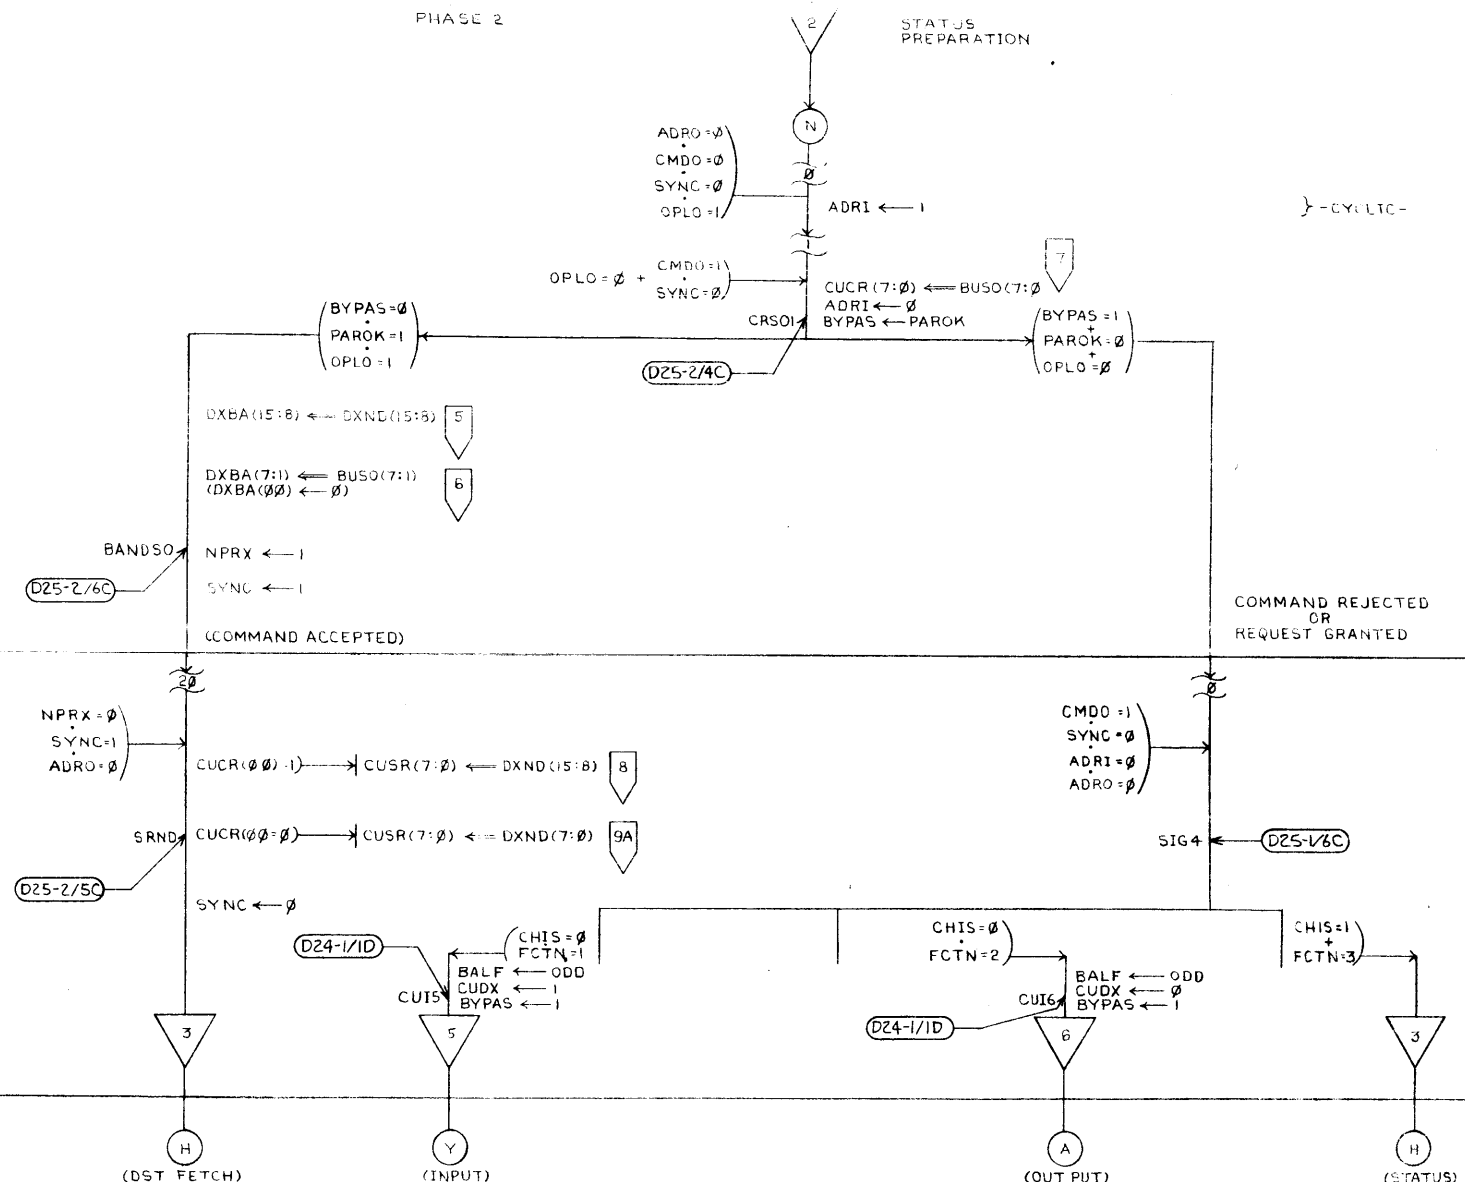 PHASE 2
2
STATUS
PREPARATION
N
ADRO=Ø
CMDO=Ø
SYNC=Ø
OPLO=1
Ø
ADRI ← 1
} -CYCLIC-
OPLO=Ø + CMDO=1
SYNC=Ø
7
CUCR(7:Ø) ⇐ BUSO(7:Ø
ADRI ← Ø
CRSO1
BYPAS ← PAROK
BYPAS=Ø
PAROK=1
OPLO=1
BYPAS=1
+
PAROK=Ø
+
OPLO=Ø
D25-2/4C
DXBA(15:8) ⇐ DXND(15:8)
5
DXBA(7:1) ⇐ BUSO(7:1)
(DXBA(ØØ) ← Ø)
6
BANDSO
NPRX ← 1
D25-2/6C
SYNC ← 1
(COMMAND ACCEPTED)
COMMAND REJECTED
OR
REQUEST GRANTED
2Ø
Ø
NPRX=Ø
SYNC=1
ADRO=Ø
CMDO=1
SYNC=Ø
ADRI=Ø
ADRO=Ø
CUCR(ØØ)=1) → CUSR(7:Ø) ⇐ DXND(15:8)
8
SRND
CUCR(ØØ=Ø) → CUSR(7:Ø) ⇐ DXND(7:Ø)
9A
SIG4
D25-1/6C
D25-2/5C
SYNC ← Ø
D24-1/1D
CHIS=Ø
FCTN=1
BALF ← ODD
CUDX ← 1
BYPAS ← 1
CUI5
CHIS=Ø
FCTN=2
BALF ← ODD
CUDX ← Ø
BYPAS ← 1
CUI6
D24-1/1D
CHIS=1
+
FCTN=3
3
5
6
3
H
Y
A
H
(DST FETCH)
(INPUT)
(OUT PUT)
(STATUS)